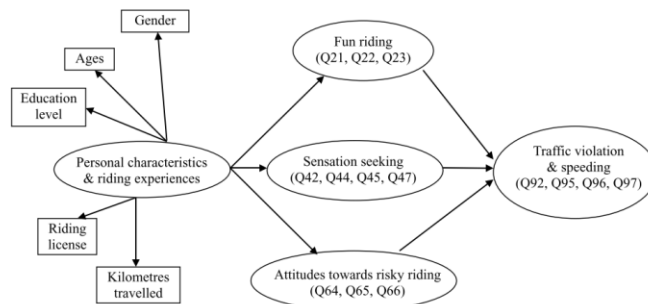 Gender
Ages
Education
level
Personal characteristics
& riding experiences
Riding
license
Kilometres
travelled
Fun riding
(Q21, Q22, Q23)
Sensation seeking
(Q42, Q44, Q45, Q47)
Attitudes towards risky riding
(Q64, Q65, Q66)
Traffic violation
& speeding
(Q92, Q95, Q96, Q97)